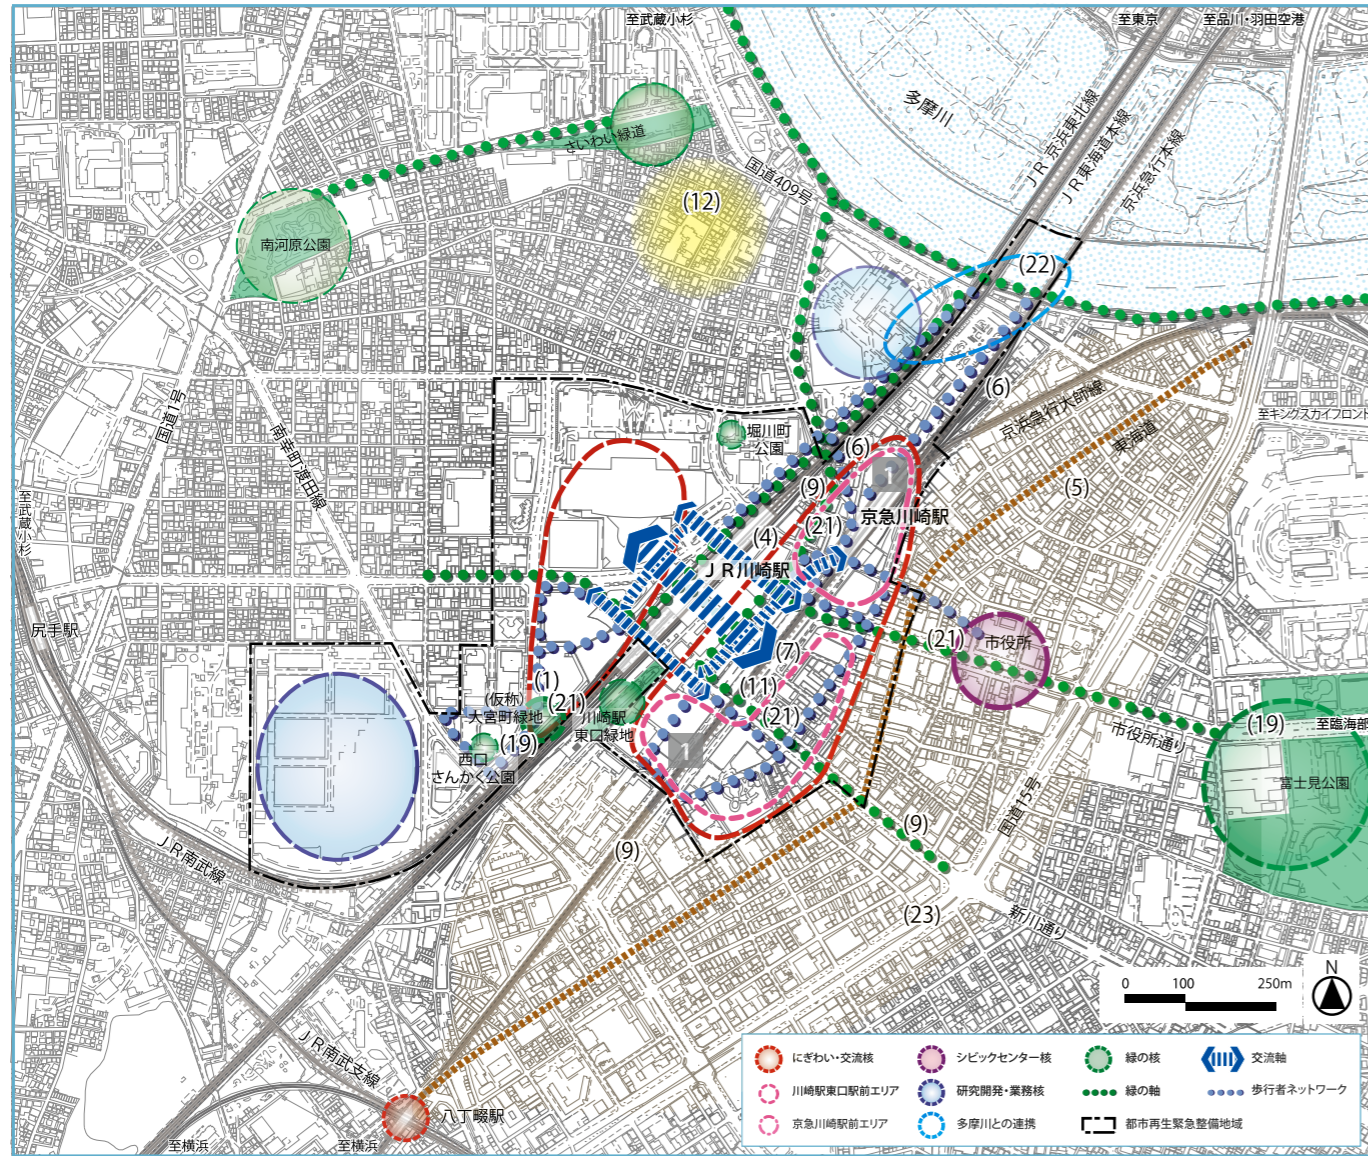 至武蔵小杉
至東京
至品川・羽田空港
多摩川
JR京浜東北線
JR東海道本線
京浜急行本線
さいわい緑道
国道409号
(12)
南河原公園
(22)
国道1号
南幸町渡田線
(6)
京浜急行大師線
東海道
至キングスカイフロント
堀川町
公園
(6)
(9)
1
(5)
至武蔵小杉
(21)
京急川崎駅
(4)
JR川崎駅
尻手駅
(7)
(21)
市役所
(1)
(11)
(仮称)
大宮町緑地
(21)
川崎駅
東口緑地
(21)
(19)
西口
さんかく公園
1
市役所通り
(19)
至臨海部
富士見公園
国道15号
JR南武線
(9)
(9)
(23)
新川通り
JR南武支線
八丁畷駅
至横浜
至横浜
0 100 250m
N
にぎわい・交流核
シビックセンター核
緑の核
交流軸
川崎駅東口駅前エリア
研究開発・業務核
緑の軸
歩行者ネットワーク
京急川崎駅前エリア
多摩川との連携
都市再生緊急整備地域